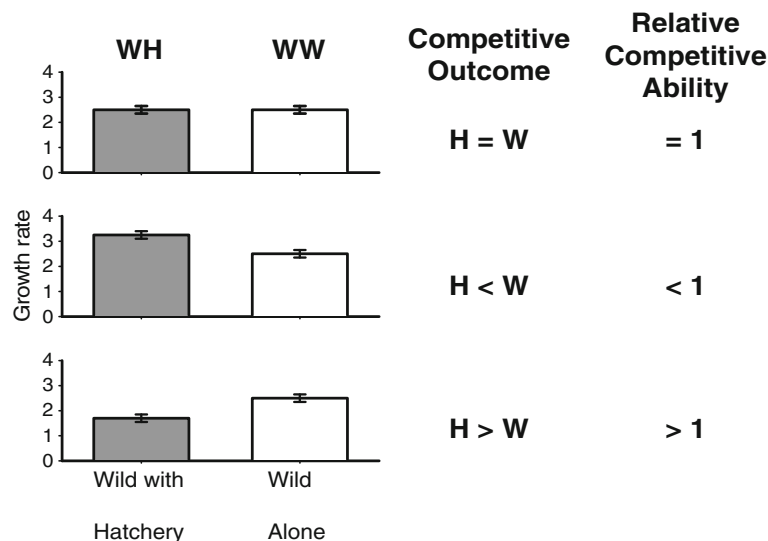 WH
WW
Competitive
Outcome
Relative
Competitive
Ability
4
3
2
1
0
H = W
= 1
Growth rate
4
3
2
1
0
H < W
< 1
4
3
2
1
0
H > W
> 1
Wild with
Hatchery
Wild
Alone